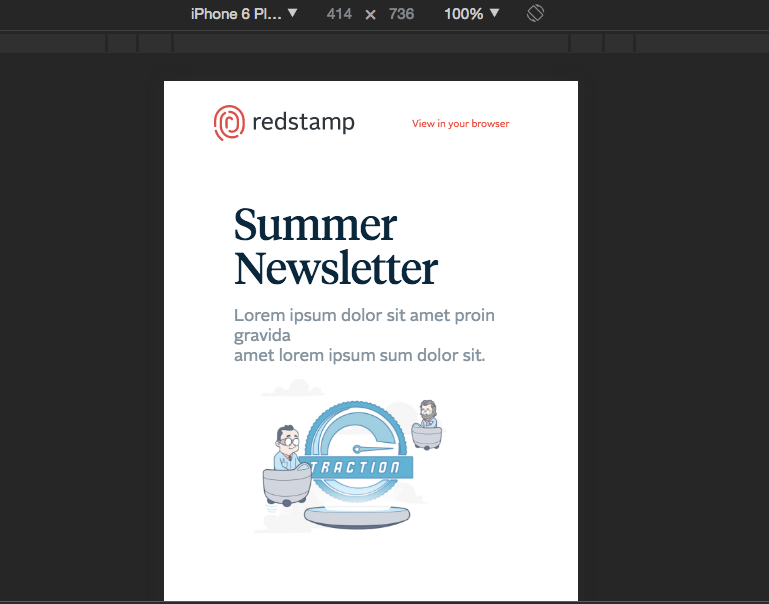 iPhone 6 Pl... ▼ 414 × 736 100% ▼
redstamp
View in your browser
Summer
Newsletter
Lorem ipsum dolor sit amet proin
gravida
amet lorem ipsum sum dolor sit.
TRACTION